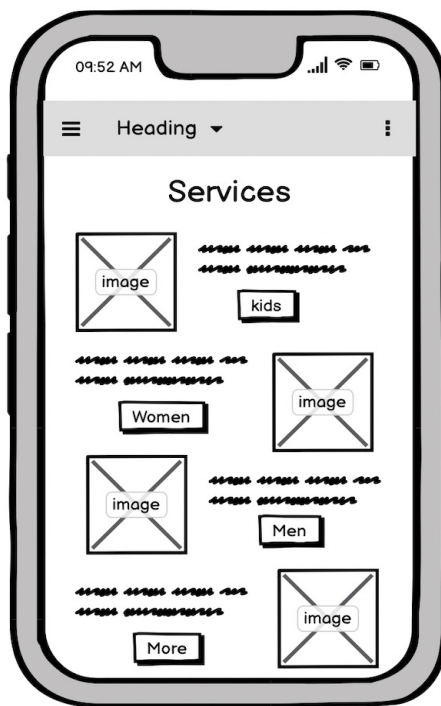 09:52 AM
Heading
Services
image
kids
Women
image
image
Men
More
image